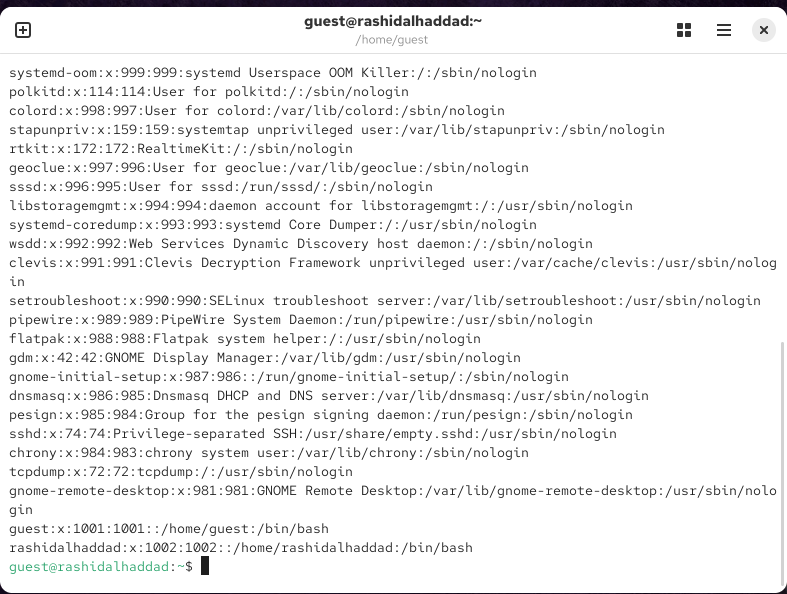 guest@rashidalhaddad:~
/home/guest
systemd-oom:x:999:999:systemd Userspace OOM Killer:/:/sbin/nologin
polkitd:x:114:114:User for polkitd:/:/sbin/nologin
colord:x:998:997:User for colord:/var/lib/colord:/sbin/nologin
stapunpriv:x:159:159:systemtap unprivileged user:/var/lib/stapunpriv:/sbin/nologin
rtkit:x:172:172:RealtimeKit:/:/sbin/nologin
geoclue:x:997:996:User for geoclue:/var/lib/geoclue:/sbin/nologin
sssd:x:996:995:User for sssd:/run/sssd/:/sbin/nologin
libstoragemgmt:x:994:994:daemon account for libstoragemgmt:/:/usr/sbin/nologin
systemd-coredump:x:993:993:systemd Core Dumper:/:/usr/sbin/nologin
wsdd:x:992:992:Web Services Dynamic Discovery host daemon:/:/sbin/nologin
clevis:x:991:991:Clevis Decryption Framework unprivileged user:/var/cache/clevis:/usr/sbin/nolog
in
setroubleshoot:x:990:990:SELinux troubleshoot server:/var/lib/setroubleshoot:/usr/sbin/nologin
pipewire:x:989:989:PipeWire System Daemon:/run/pipewire:/usr/sbin/nologin
flatpak:x:988:988:Flatpak system helper:/:/usr/sbin/nologin
gdm:x:42:42:GNOME Display Manager:/var/lib/gdm:/usr/sbin/nologin
gnome-initial-setup:x:987:986::/run/gnome-initial-setup/:/sbin/nologin
dnsmasq:x:986:985:Dnsmasq DHCP and DNS server:/var/lib/dnsmasq:/usr/sbin/nologin
pesign:x:985:984:Group for the pesign signing daemon:/run/pesign:/sbin/nologin
sshd:x:74:74:Privilege-separated SSH:/usr/share/empty.sshd:/usr/sbin/nologin
chrony:x:984:983:chrony system user:/var/lib/chrony:/sbin/nologin
tcpdump:x:72:72:tcpdump:/:/usr/sbin/nologin
gnome-remote-desktop:x:981:981:GNOME Remote Desktop:/var/lib/gnome-remote-desktop:/usr/sbin/nolo
gin
guest:x:1001:1001::/home/guest:/bin/bash
rashidalhaddad:x:1002:1002::/home/rashidalhaddad:/bin/bash
guest@rashidalhaddad:~$